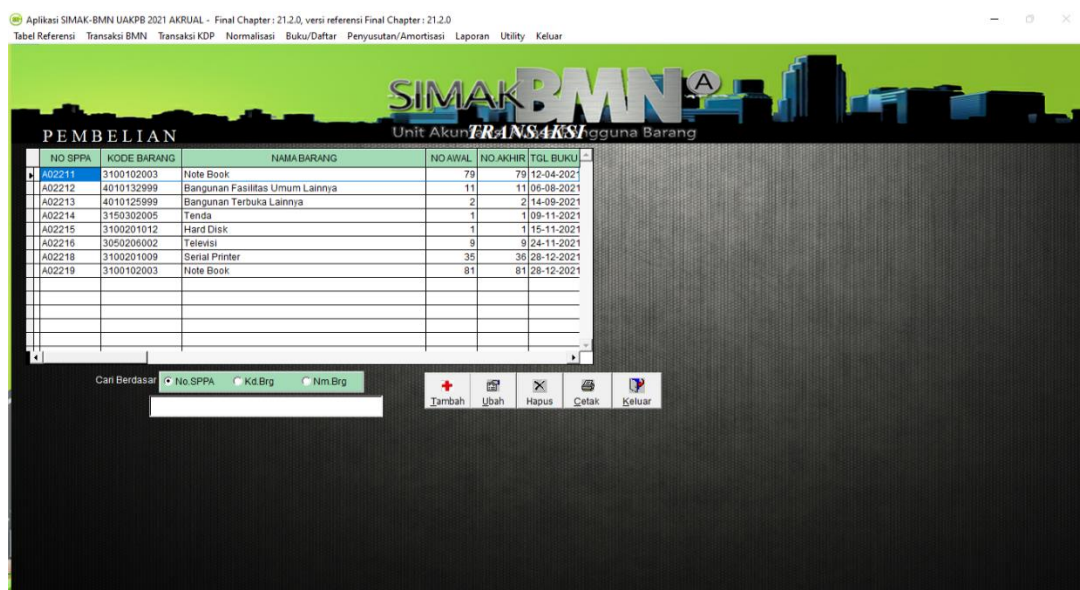 Aplikasi SIMAK-BMN UAKPB 2021 AKRUAL - Final Chapter : 21.2.0, versi referensi Final Chapter : 21.2.0
Tabel Referensi Transaksi BMN Transaksi KDP Normalisasi Buku/Daftar Penyusutan/Amortisasi Laporan Utility Keluar
SIMAK BMN A
PEMBELIAN
Unit
TRANSAKSI
Barang
NO SPPA KODE BARANG NAMA BARANG NO AWAL NO.AKHIR TGL BUKU
A02211 3100102003 Note Book 79 79 12-04-2021
A02212 4010132999 Bangunan Fasilitas Umum Lainnya 11 11 06-08-2021
A02213 4010125999 Bangunan Terbuka Lainnya 2 2 14-09-2021
A02214 3150302005 Tenda 1 1 09-11-2021
A02215 3100201012 Hard Disk 1 1 15-11-2021
A02216 3050206002 Televisi 9 9 24-11-2021
A02218 3100201009 Serial Printer 35 36 28-12-2021
A02219 3100102003 Note Book 81 81 28-12-2021
Cari Berdasar No.SPPA Kd.Brg Nm.Brg
Tambah Ubah Hapus Cetak Keluar